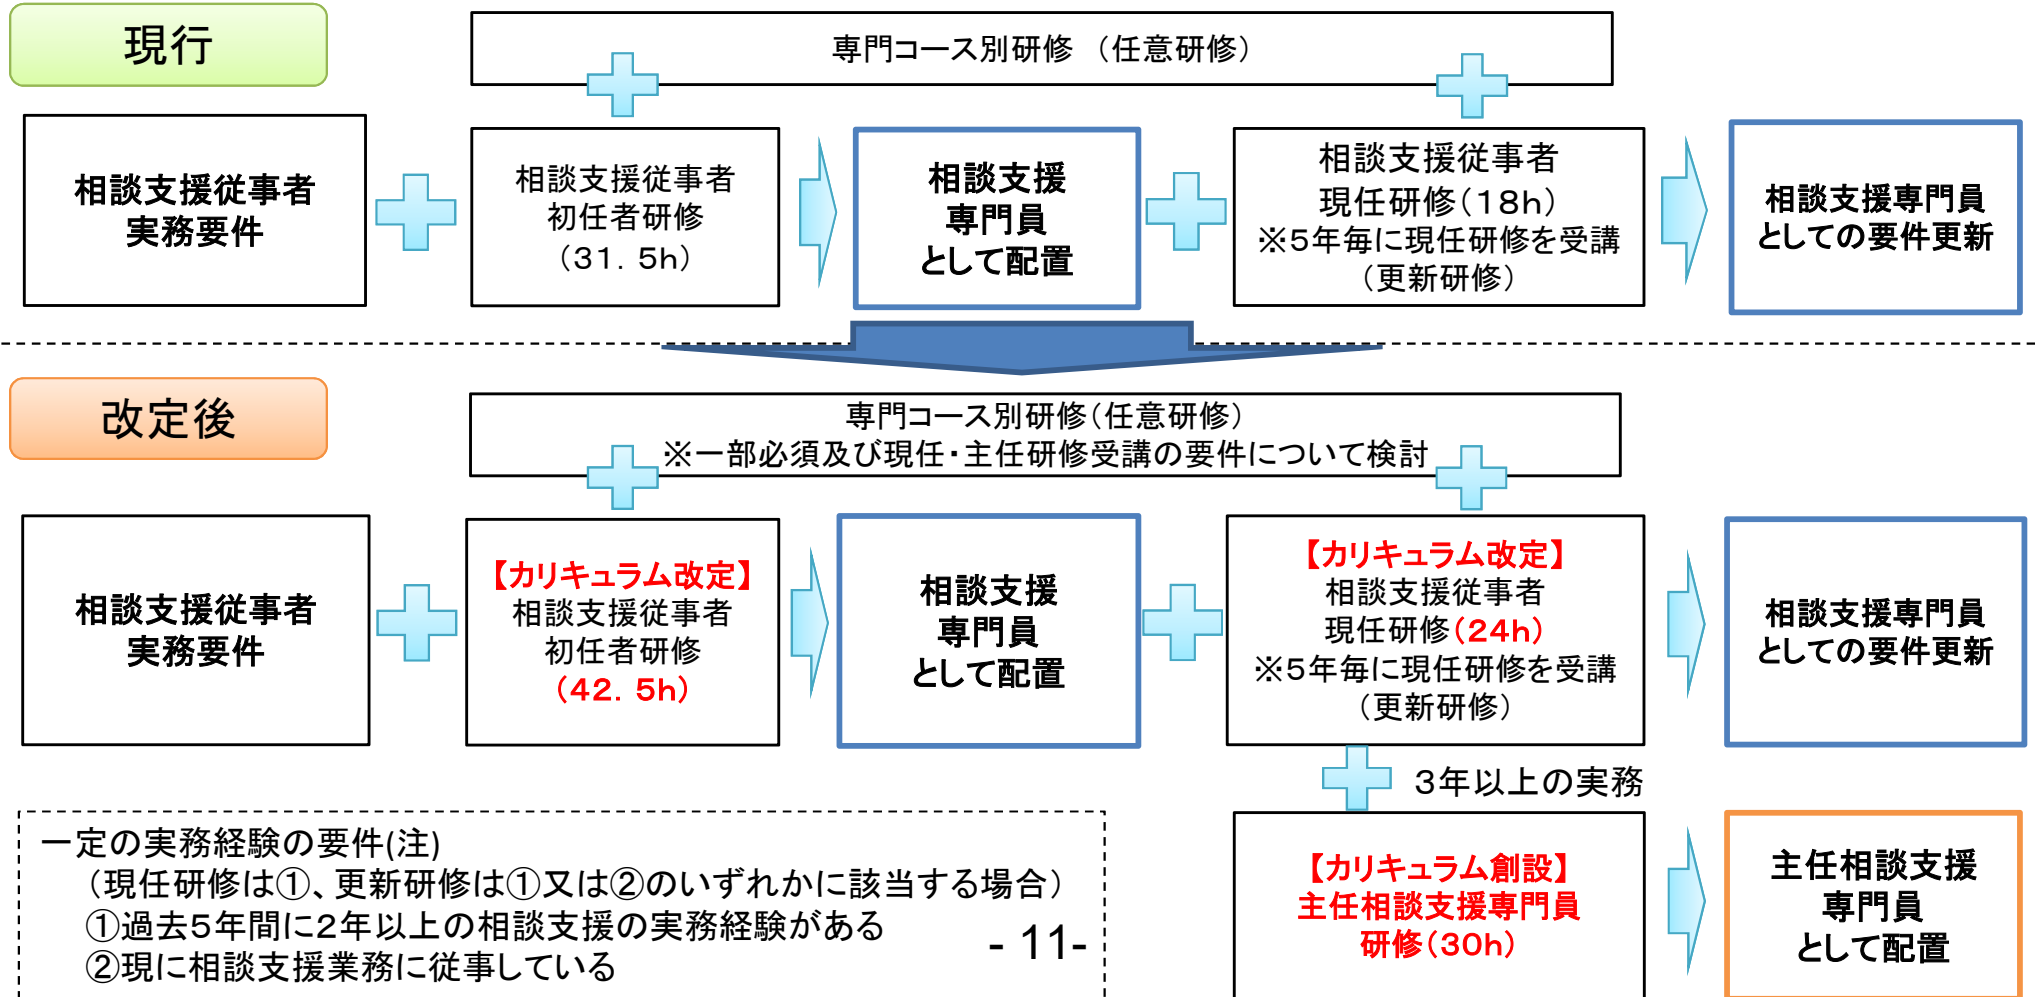 現行
専門コース別研修 （任意研修）
相談支援従事者
実務要件
相談支援従事者
初任者研修
（31．5h）
相談支援
専門員
として配置
相談支援従事者
現任研修（18h）
※5年毎に現任研修を受講
（更新研修）
相談支援専門員
としての要件更新
改定後
専門コース別研修（任意研修）
※一部必須及び現任・主任研修受講の要件について検討
相談支援従事者
実務要件
【カリキュラム改定】
相談支援従事者
初任者研修
（42．5h）
相談支援
専門員
として配置
【カリキュラム改定】
相談支援従事者
現任研修（24h）
※5年毎に現任研修を受講
（更新研修）
相談支援専門員
としての要件更新
3年以上の実務
【カリキュラム創設】
主任相談支援専門員
研修（30h）
主任相談支援
専門員
として配置
一定の実務経験の要件(注)
（現任研修は①、更新研修は①又は②のいずれかに該当する場合）
①過去5年間に2年以上の相談支援の実務経験がある
②現に相談支援業務に従事している
- 11-